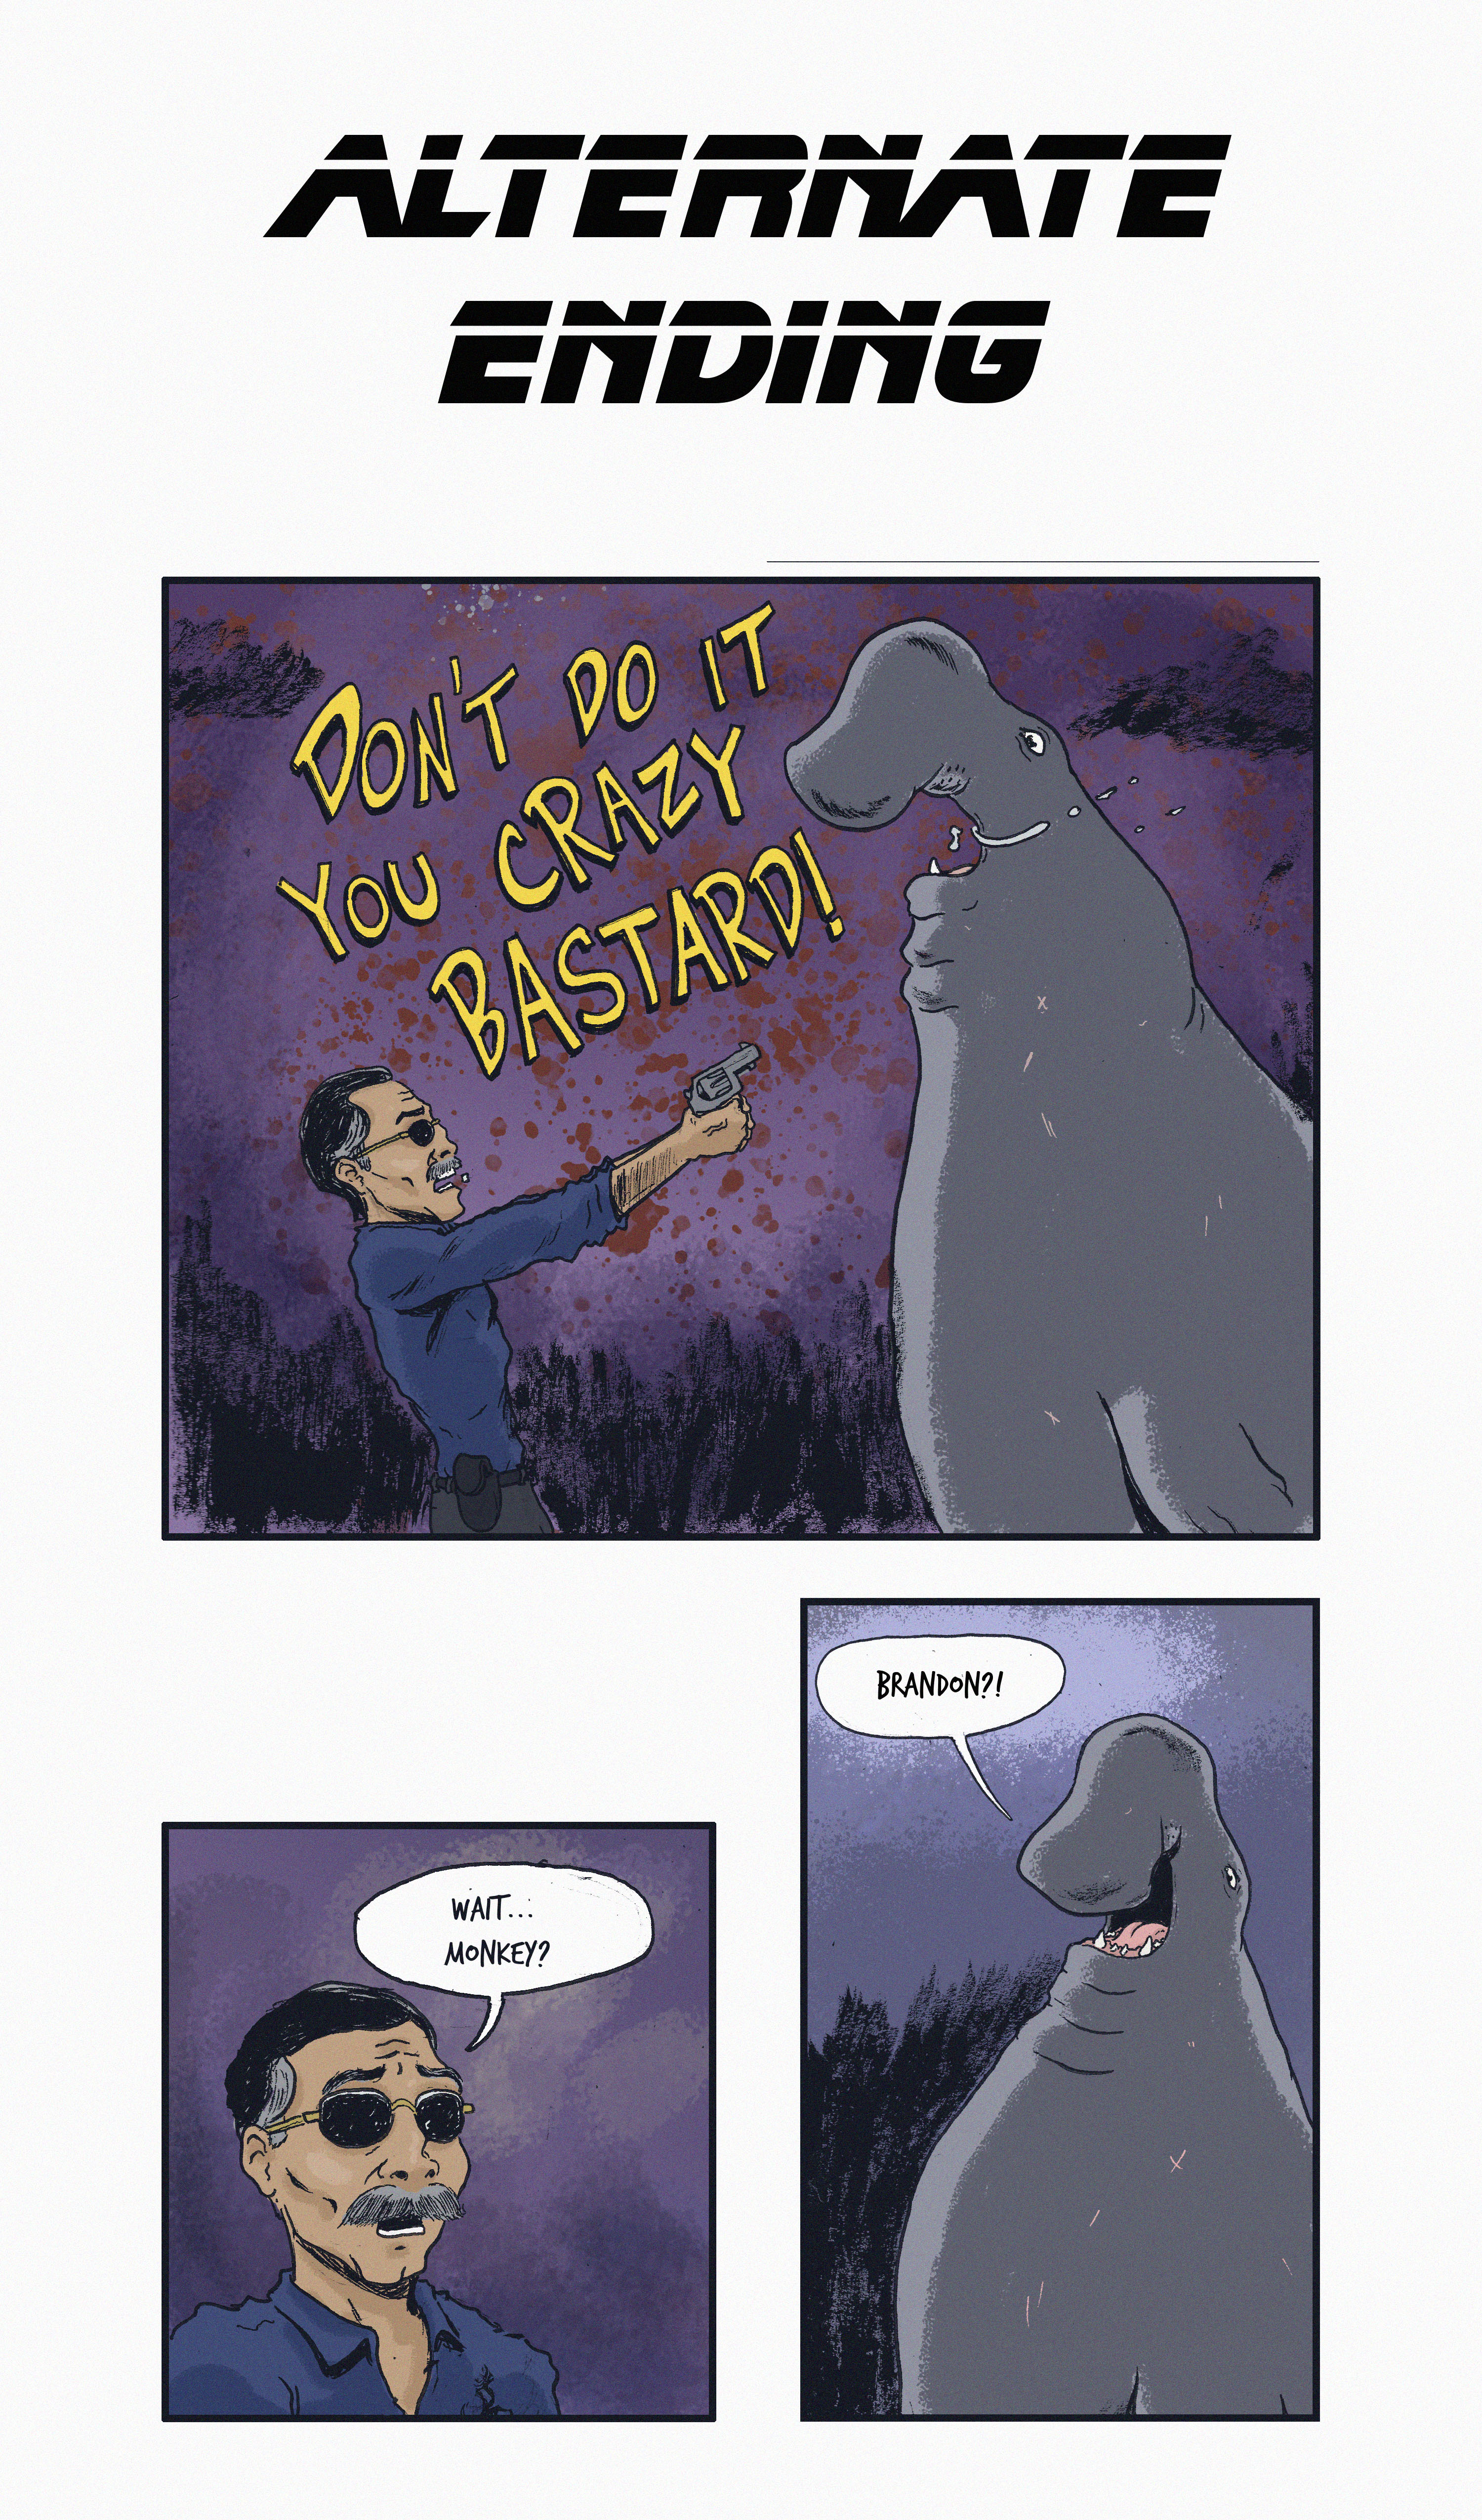 ALTERNATE
ENDING
DON'T DO IT
YOU CRAZY
BASTARD!
WAIT...
MONKEY?
BRANDON?!